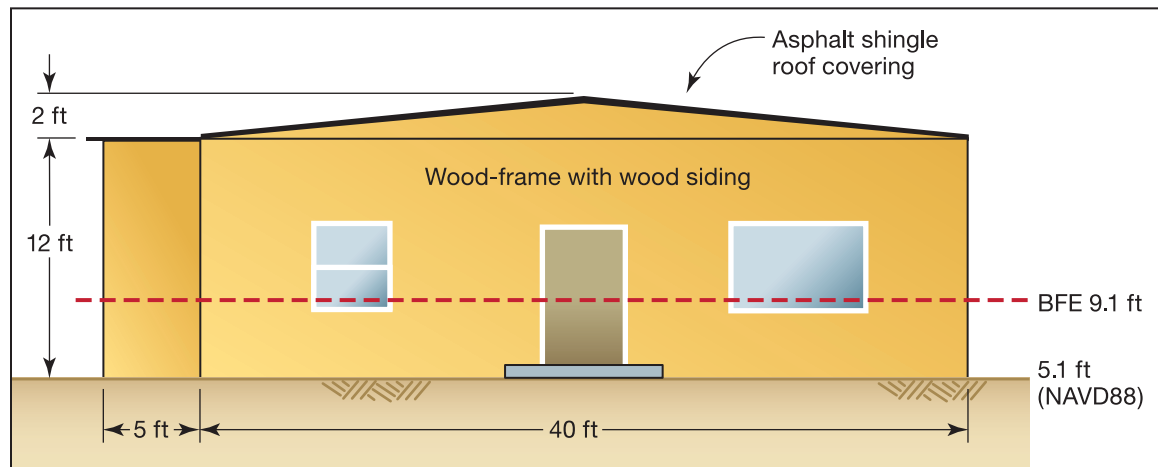 Asphalt shingle
roof covering
2 ft
Wood-frame with wood siding
12 ft
BFE 9.1 ft
5.1 ft
(NAVD88)
5 ft
40 ft